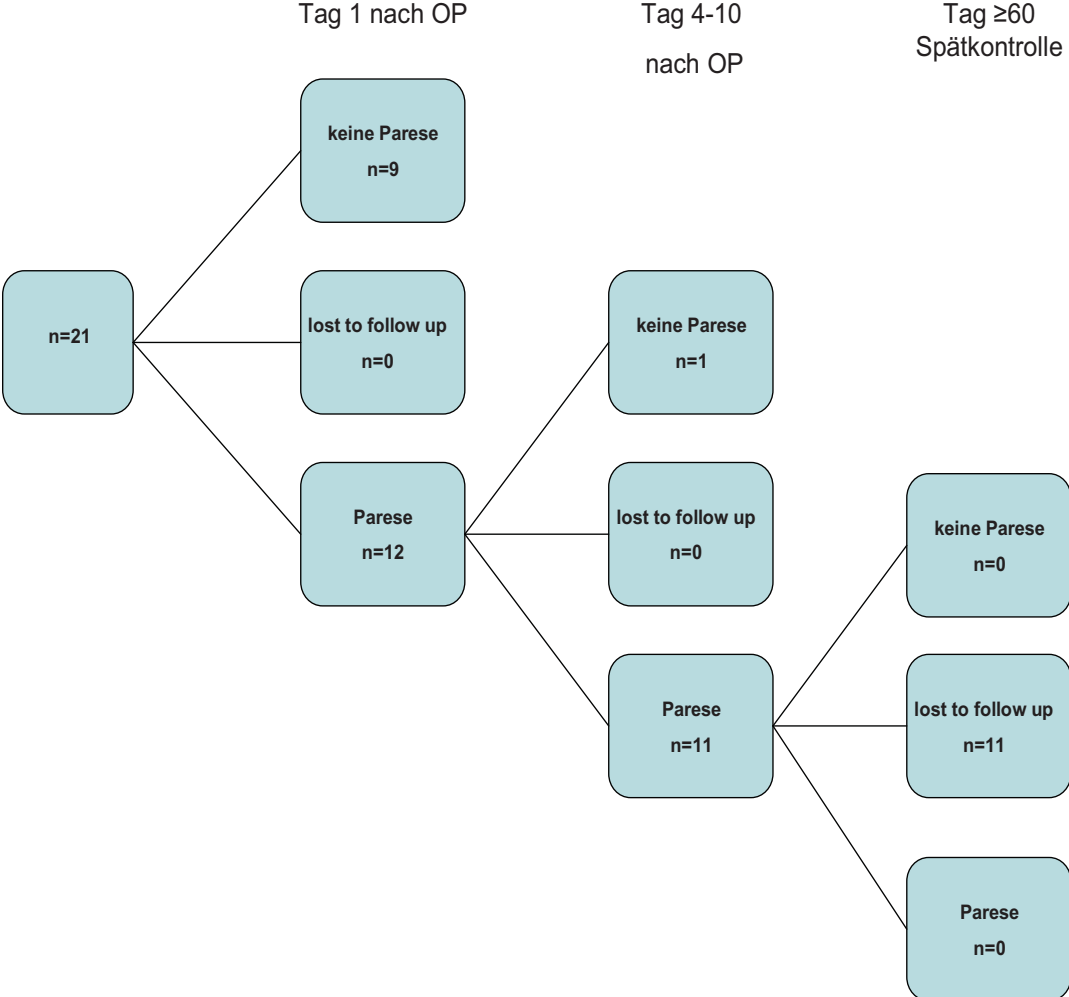 Tag 1 nach OP
Tag 4-10
nach OP
Tag ≥60
Spätkontrolle
keine Parese
n=9
n=21
lost to follow up
n=0
keine Parese
n=1
Parese
n=12
lost to follow up
n=0
keine Parese
n=0
Parese
n=11
lost to follow up
n=11
Parese
n=0